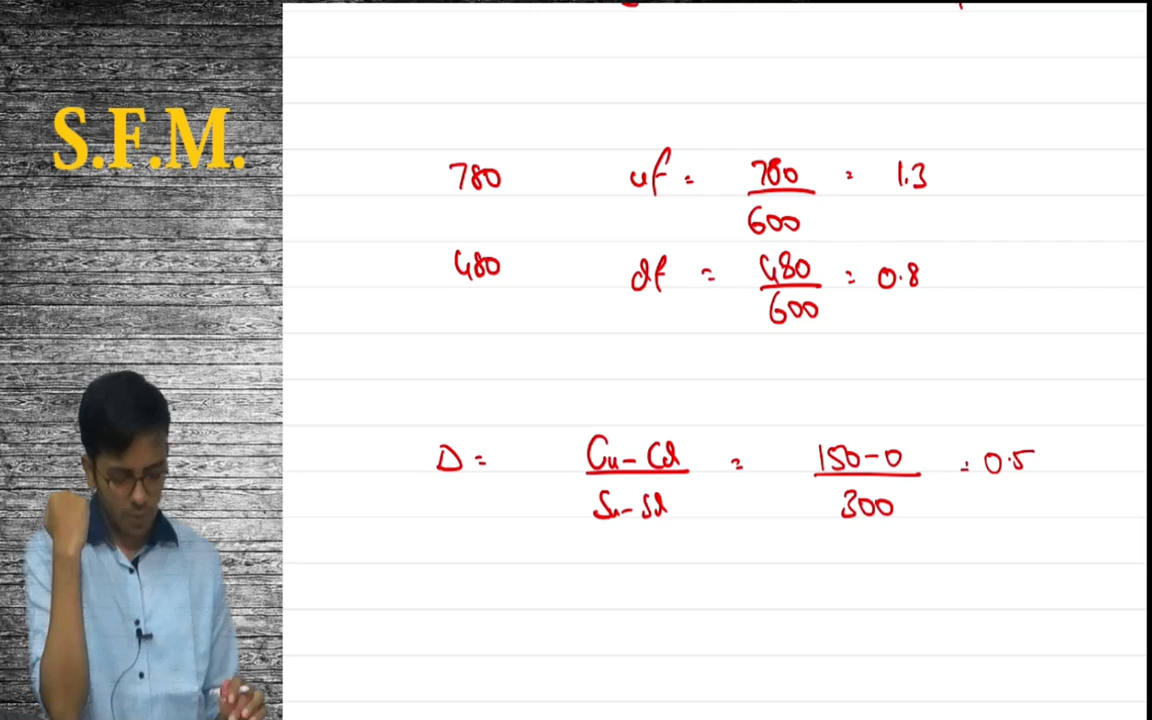 S.F.M.
780 uf = 780/600 = 1.3
480 df = 480/600 = 0.8
D = Cu-Cd/Su-Sd = 150-0/300 = 0.5